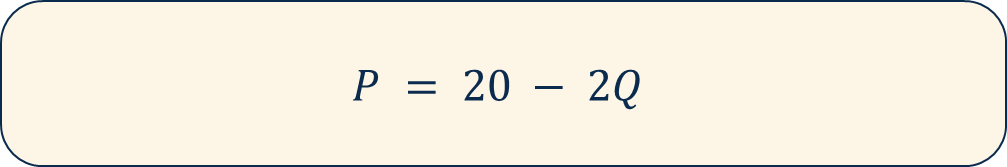 P = 20 − 2Q